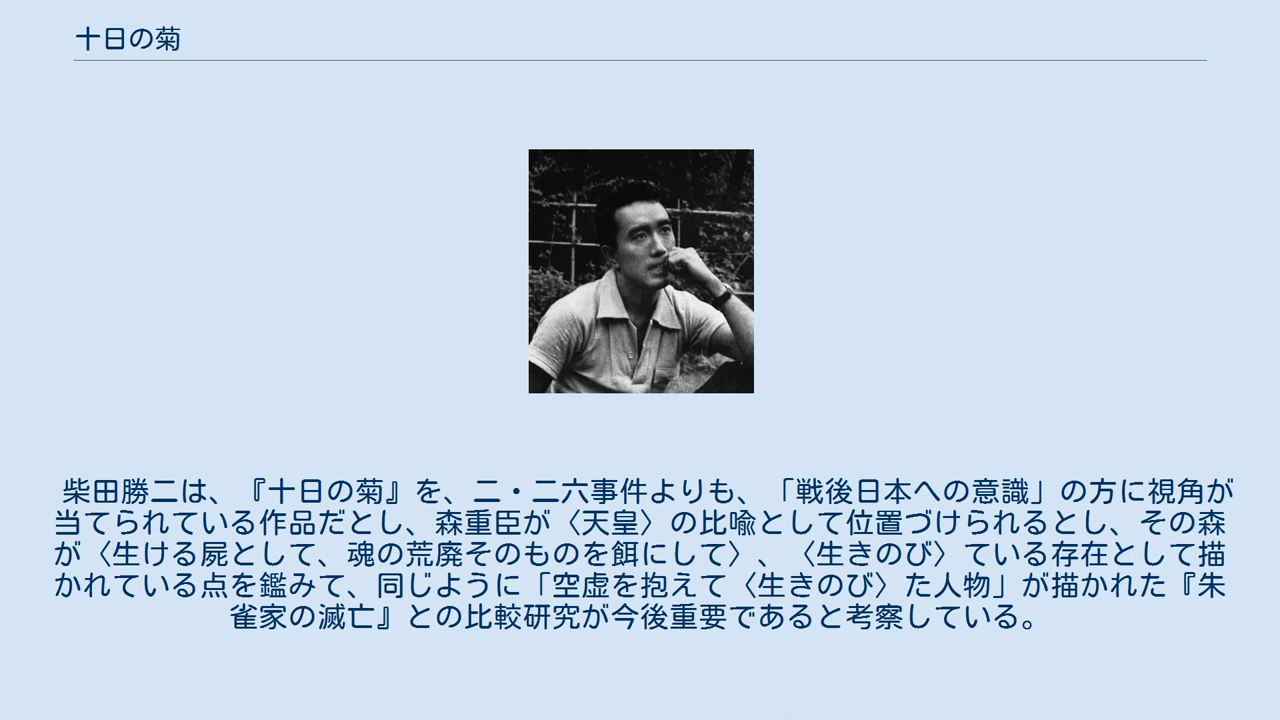 十日の菊
柴田勝二は、『十日の菊』を、二・二六事件よりも、「戦後日本への意識」の方に視角が
当てられている作品だとし、森重臣が〈天皇〉の比喩として位置づけられるとし、その森
が〈生ける屍として、魂の荒廃そのものを餌にして〉、〈生きのび〉ている存在として描
かれている点を鑑みて、同じように「空虚を抱えて〈生きのび〉た人物」が描かれた『朱
雀家の滅亡』との比較研究が今後重要であると考察している。